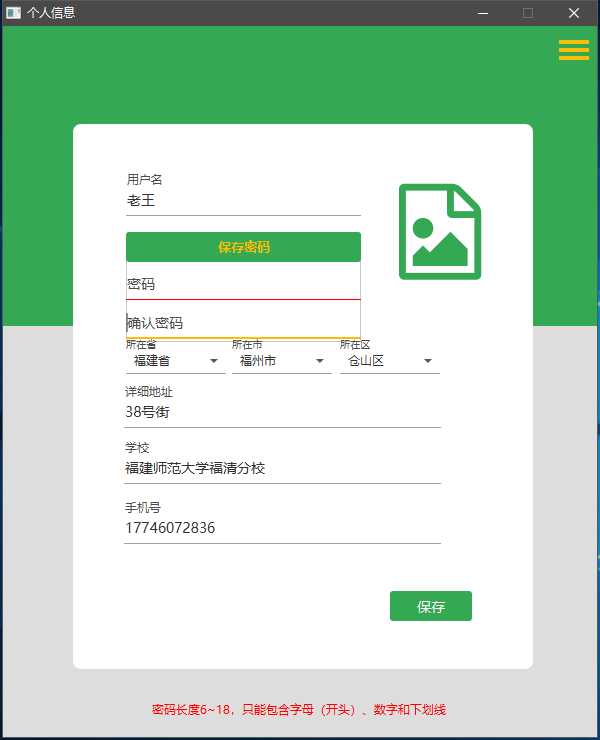 个人信息
用户名
老王
保存密码
密码
确认密码
所在省 所在市 所在区
福建省 福州市 仓山区
详细地址
38号街
学校
福建师范大学福清分校
手机号
17746072836
保存
密码长度6~18，只能包含字母（开头）、数字和下划线